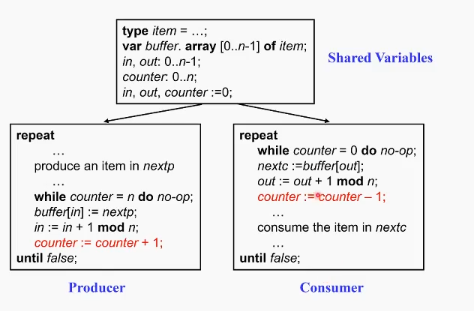 type item = …;
var buffer. array [0..n-1] of item;
in, out: 0..n-1;
counter: 0..n;
in, out, counter :=0;
Shared Variables
repeat
…
produce an item in nextp
…
while counter = n do no-op;
buffer[in] := nextp;
in := in + 1 mod n;
counter := counter + 1;
until false;
Producer
repeat
while counter = 0 do no-op;
nextc :=buffer[out];
out := out + 1 mod n;
counter := counter – 1;
…
consume the item in nextc
…
until false;
Consumer